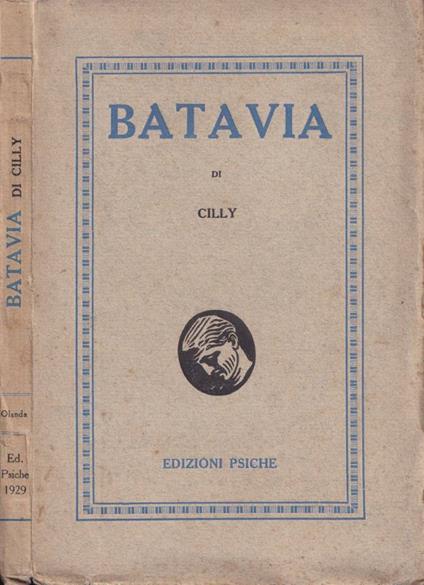 BATAVIA
DI
CILLY
EDIZIONI PSICHE
BATAVIA DI CILLY
Olanda
Ed.
Psiche
1929